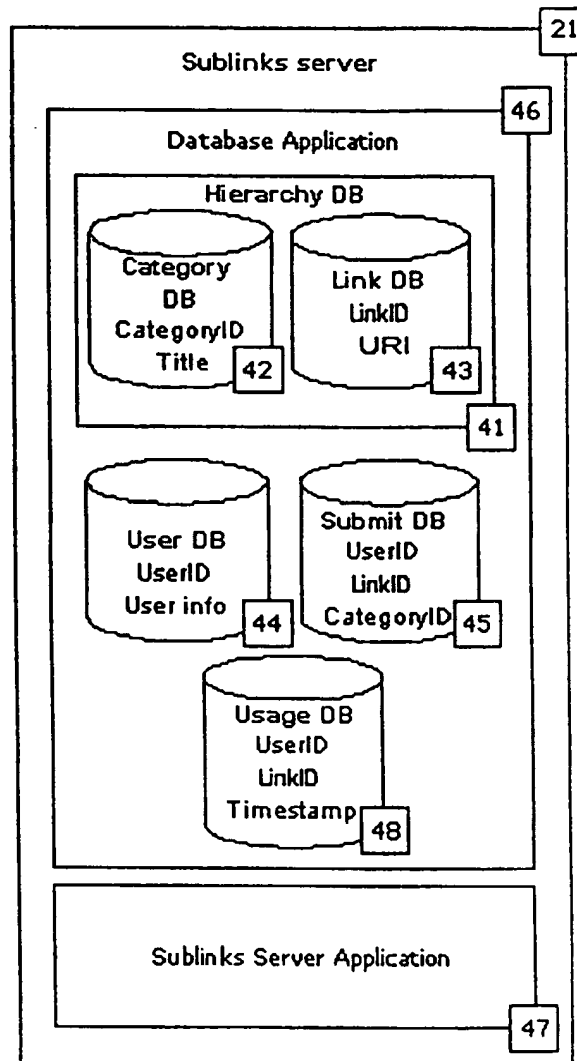 21
Sublinks server
46
Database Application
Hierarchy DB
Category
DB
CategoryID
Title
42
Link DB
LinkID
URI
43
41
User DB
UserID
User info
44
Submit DB
UserID
LinkID
CategoryID
45
Usage DB
UserID
LinkID
Timestamp
48
Sublinks Server Application
47